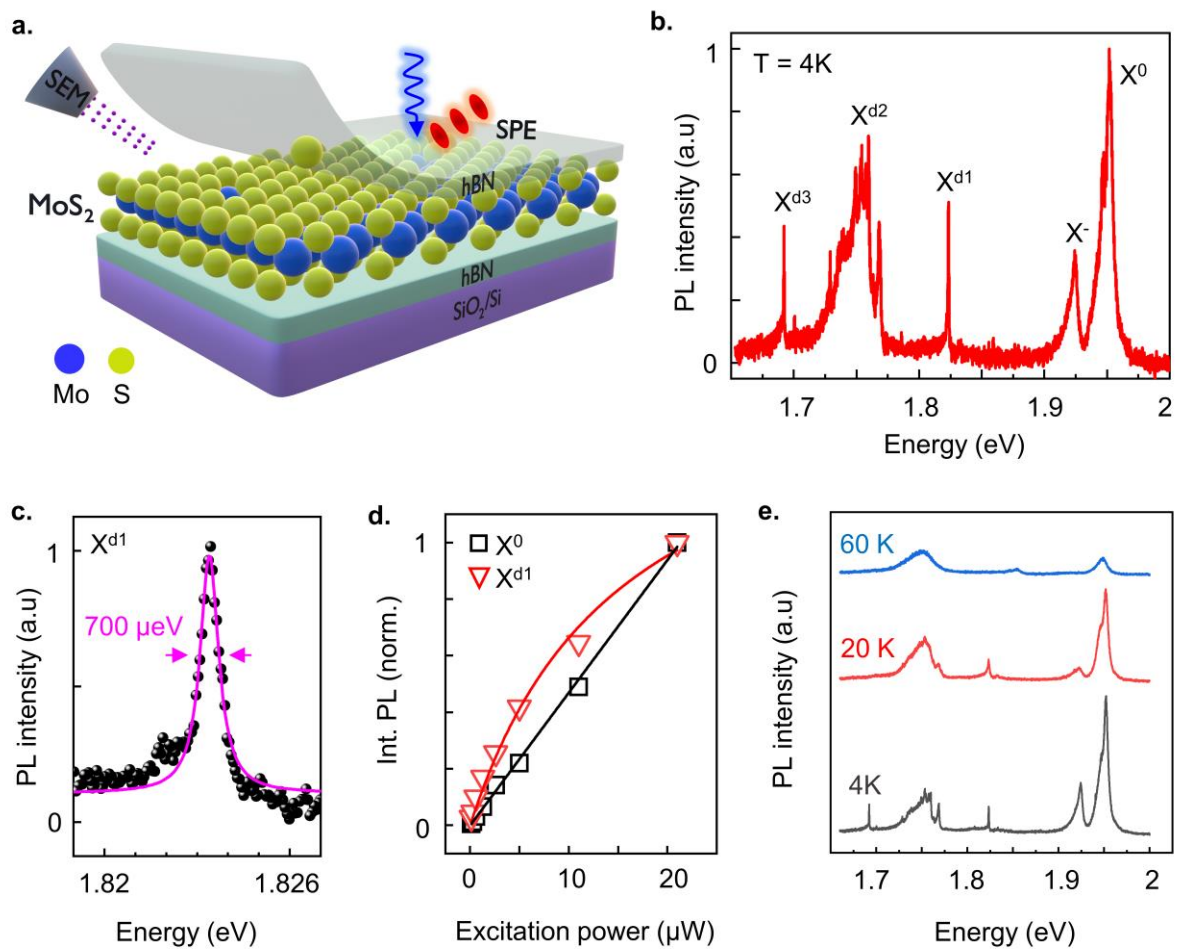 a.
SEM
SPE
hBN
MoS₂
hBN
SiO₂/Si
Mo
S
b.
T = 4K
X⁰
Xᵈ²
Xᵈ¹
Xᵈ³
X⁻
1
0
PL intensity (a.u)
1.7
1.8
1.9
2
Energy (eV)
c.
Xᵈ¹
700 µeV
1
0
PL intensity (a.u)
1.82
1.826
Energy (eV)
d.
X⁰
Xᵈ¹
1
0
Int. PL (norm.)
0
10
20
Excitation power (µW)
e.
60 K
20 K
4K
PL intensity (a.u)
1.7
1.8
1.9
2
Energy (eV)